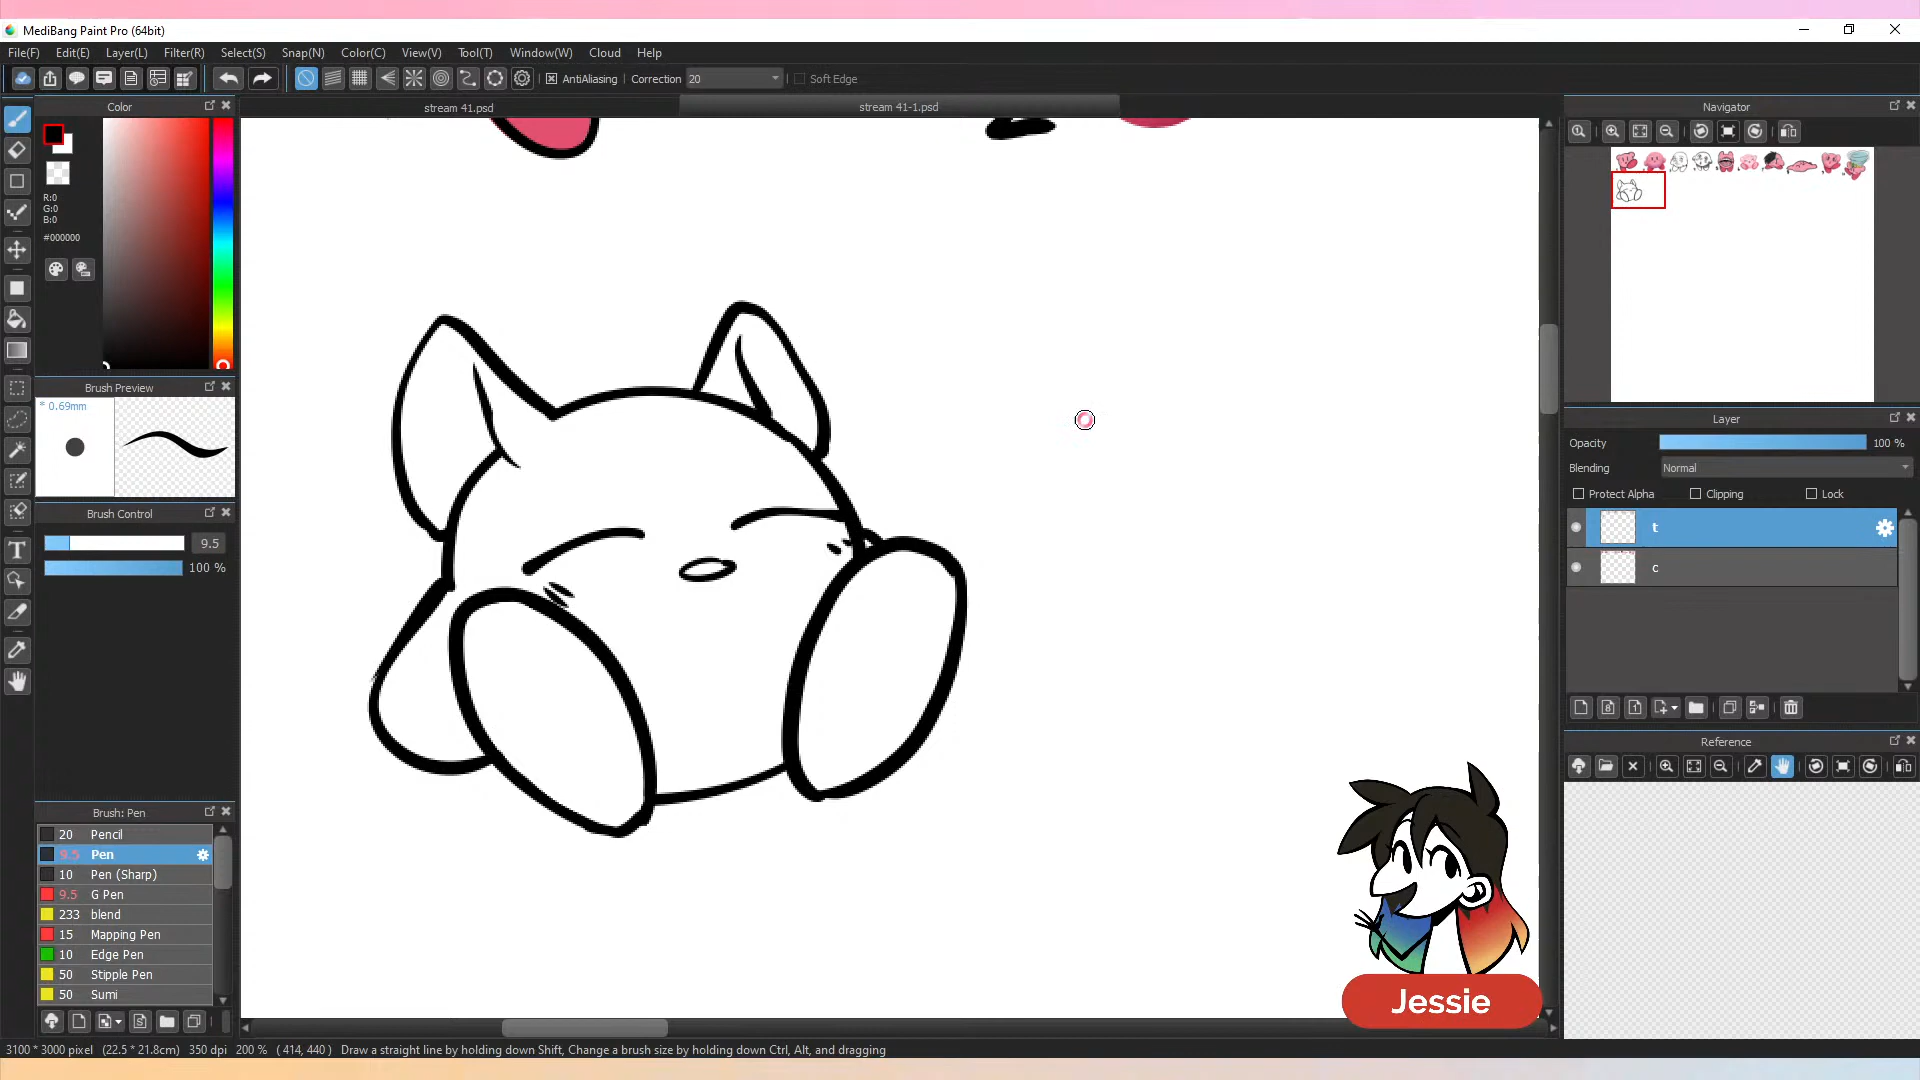 MediBang Paint Pro (64bit)
File(F) Edit(E) Layer(L) Filter(R) Select(S) Snap(N) Color(C) View(V) Tool(T) Window(W) Cloud Help
AntiAliasing Correction 20 Soft Edge
Color
stream 41.psd
stream 41-1.psd
Navigator
R:0
G:0
B:0
#000000
Brush Preview
* 0.69mm
Layer
Opacity 100 %
Blending Normal
Protect Alpha Clipping Lock
Brush Control
t
9.5
c
100 %
Reference
Brush: Pen
20 Pencil
9.5 Pen
10 Pen (Sharp)
9.5 G Pen
233 blend
15 Mapping Pen
10 Edge Pen
50 Stipple Pen
50 Sumi
Jessie
3100 * 3000 pixel (22.5 * 21.8cm) 350 dpi 200 % ( 414, 440 ) Draw a straight line by holding down Shift, Change a brush size by holding down Ctrl, Alt, and dragging